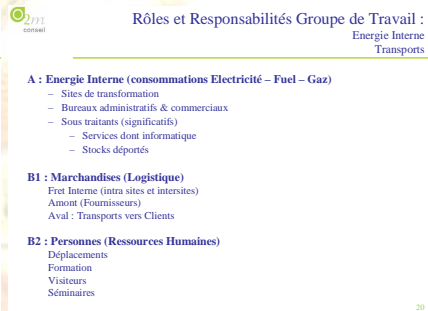 O2m
conseil
Rôles et Responsabilités Groupe de Travail :
Energie Interne
Transports
A : Energie Interne (consommations Electricité – Fuel – Gaz)
– Sites de transformation
– Bureaux administratifs & commerciaux
– Sous traitants (significatifs)
– Services dont informatique
– Stocks déportés
B1 : Marchandises (Logistique)
Fret Interne (intra sites et intersites)
Amont (Fournisseurs)
Aval : Transports vers Clients
B2 : Personnes (Ressources Humaines)
Déplacements
Formation
Visiteurs
Séminaires
20